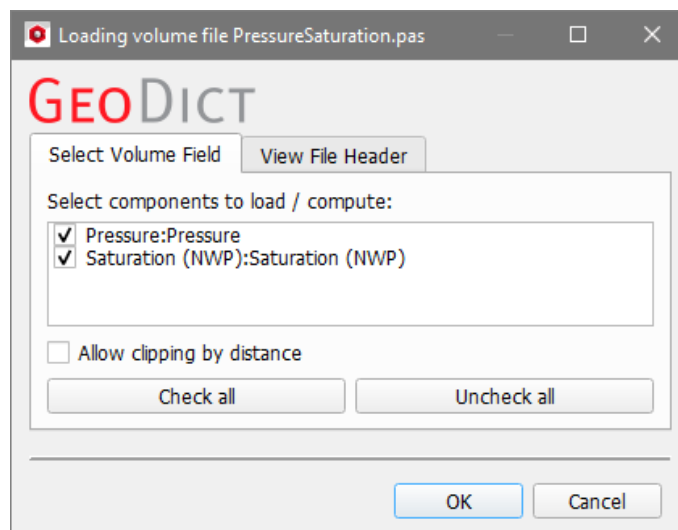 Loading volume file PressureSaturation.pas
GEODICT
Select Volume Field
View File Header
Select components to load / compute:
Pressure:Pressure
Saturation (NWP):Saturation (NWP)
Allow clipping by distance
Check all
Uncheck all
OK
Cancel